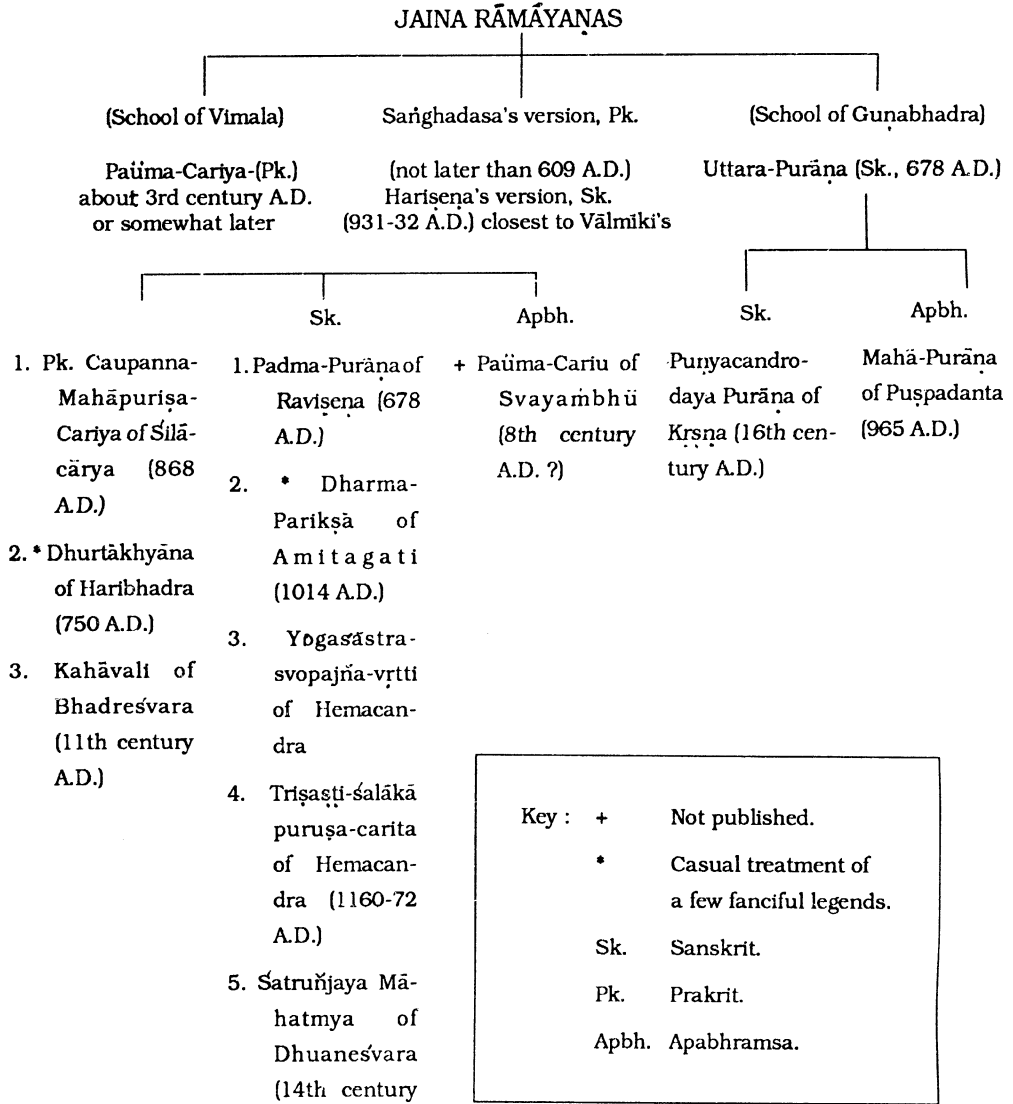 JAINA RĀMĀYAṆAS
(School of Vimala)
Paüma-Cariya-(Pk.)
about 3rd century A.D.
or somewhat later
Saṅghadasa's version, Pk.
(not later than 609 A.D.)
Hariṣeṇa's version, Sk.
(931-32 A.D.) closest to Vālmīki's
(School of Guṇabhadra)
Uttara-Purāṇa (Sk., 678 A.D.)
1. Pk. Caupanna-
Mahāpuriṣa-
Cariya of Śilā-
cārya (868
A.D.)
2. * Dhurtākhyāna
of Haribhadra
(750 A.D.)
3. Kahāvali of
Bhadreśvara
(11th century
A.D.)
Sk.
1. Padma-Purāṇa of
Raviṣeṇa (678
A.D.)
2. * Dharma-
Parikṣà of
Amitagati
(1014 A.D.)
3. Yogaśāstra-
svopajña-vṛtti
of Hemacan-
dra
4. Triṣaṣṭi-śalākā
puruṣa-carita
of Hemacan-
dra (1160-72
A.D.)
5. Śatruñjaya Mā-
hatmya of
Dhuaneśvara
(14th century
Apbh.
+ Paüma-Cariu of
Svayaṁbhü
(8th century
A.D. ?)
Sk.
Puṇyacandro-
daya Purāṇa of
Kṛṣṇa (16th cen-
tury A.D.)
Apbh.
Mahä-Purāṇa
of Puṣpadanta
(965 A.D.)
Key : + Not published.
* Casual treatment of
a few fanciful legends.
Sk. Sanskrit.
Pk. Prakrit.
Apbh. Apabhramsa.